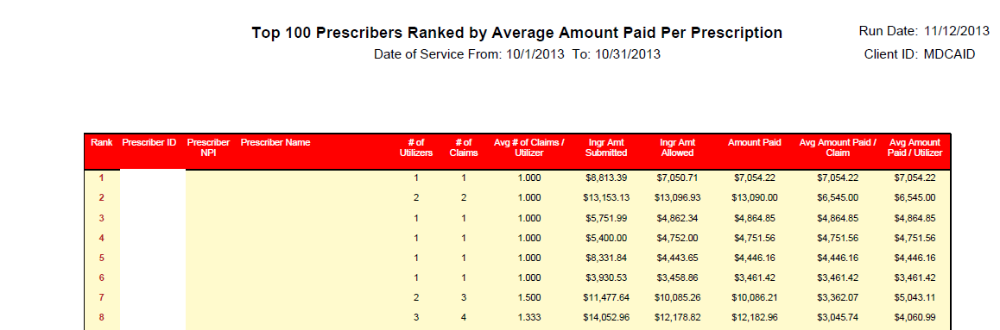 Top 100 Prescribers Ranked by Average Amount Paid Per Prescription
Run Date: 11/12/2013
Date of Service From: 10/1/2013 To: 10/31/2013
Client ID: MDCAID
Rank Prescriber ID Prescriber NPI Prescriber Name # of Utilizers # of Claims Avg # of Claims / Utilizer Ingr Amt Submitted Ingr Amt Allowed Amount Paid Avg Amount Paid / Claim Avg Amount Paid / Utilizer
1 1 1 1.000 $8,813.39 $7,050.71 $7,054.22 $7,054.22 $7,054.22
2 2 2 1.000 $13,153.13 $13,096.93 $13,090.00 $6,545.00 $6,545.00
3 1 1 1.000 $5,751.99 $4,862.34 $4,864.85 $4,864.85 $4,864.85
4 1 1 1.000 $5,400.00 $4,752.00 $4,751.56 $4,751.56 $4,751.56
5 1 1 1.000 $8,331.84 $4,443.65 $4,446.16 $4,446.16 $4,446.16
6 1 1 1.000 $3,930.53 $3,458.86 $3,461.42 $3,461.42 $3,461.42
7 2 3 1.500 $11,477.64 $10,085.26 $10,086.21 $3,362.07 $5,043.11
8 3 4 1.333 $14,052.96 $12,178.82 $12,182.96 $3,045.74 $4,060.99